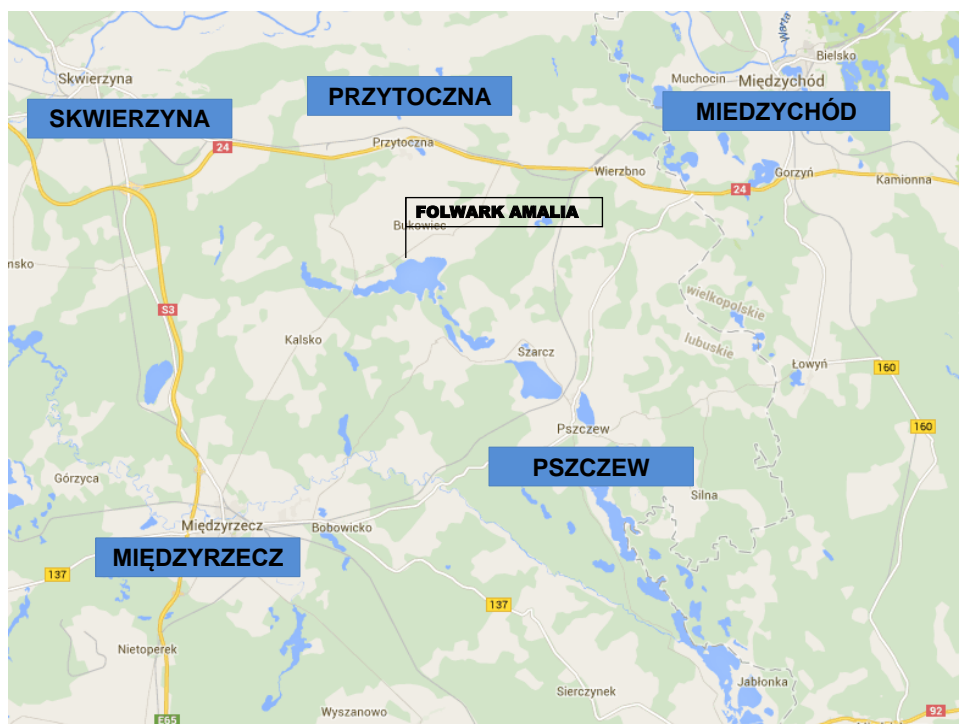 Warta
Skwierzyna
Bielsko
Muchocin
Międzychód
PRZYTOCZNA
SKWIERZYNA
MIEDZYCHÓD
24
Przytoczna
Wierzbno
Gorzyń
24
Kamionna
FOLWARK AMALIA
Bukowiec
wielkopolskie
S3
lubuskie
Kalsko
Szarcz
Łowyń
160
Pszczew
160
PSZCZEW
Górzyca
Silna
Międzyrzecz
Bobowicko
MIĘDZYRZECZ
137
137
Nietoperek
Jabłonka
Sierczynek
Wyszanowo
E65
92